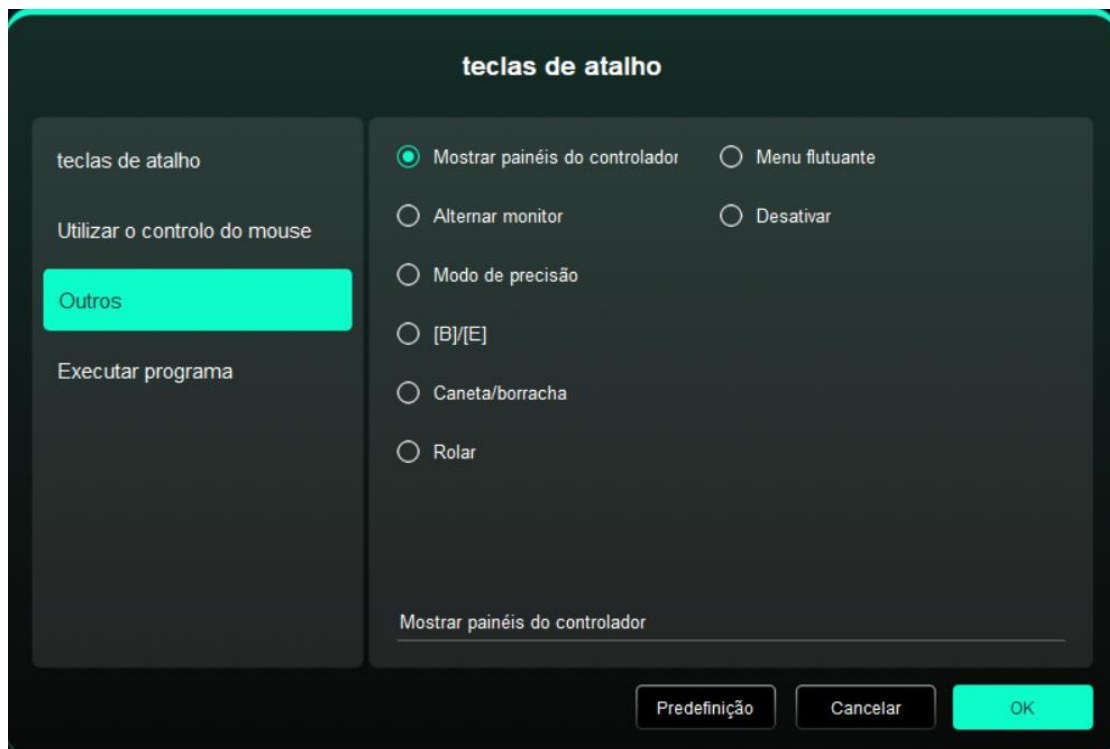 teclas de atalho
teclas de atalho
Utilizar o controlo do mouse
Outros
Executar programa
Mostrar painéis do controlador
Menu flutuante
Alternar monitor
Desativar
Modo de precisão
[B]/[E]
Caneta/borracha
Rolar
Mostrar painéis do controlador
Predefinição
Cancelar
OK